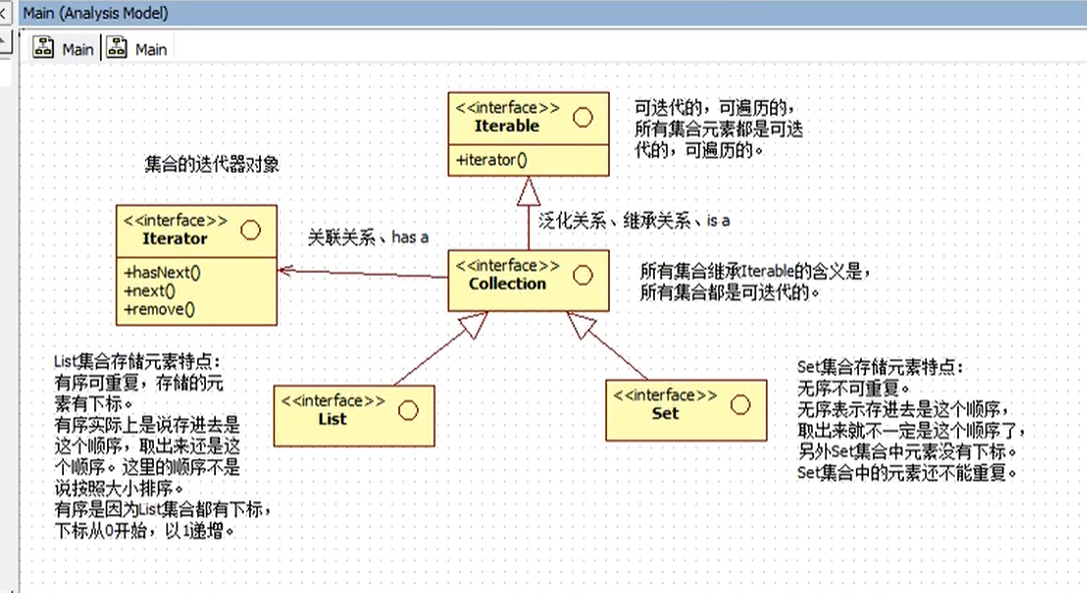 Main (Analysis Model)
Main
Main
<<interface>>
Iterable
+iterator()
可迭代的，可遍历的，
所有集合元素都是可迭
代的，可遍历的。
集合的迭代器对象
<<interface>>
Iterator
+hasNext()
+next()
+remove()
关联关系、has a
泛化关系、继承关系、is a
<<interface>>
Collection
所有集合继承Iterable的含义是，
所有集合都是可迭代的。
List集合存储元素特点：
有序可重复，存储的元
素有下标。
有序实际上是说存进去是
这个顺序，取出来还是这
个顺序。这里的顺序不是
说按照大小排序。
有序是因为List集合都有下标，
下标从0开始，以1递增。
<<interface>>
List
<<interface>>
Set
Set集合存储元素特点：
无序不可重复。
无序表示存进去是这个顺序，
取出来就不一定是这个顺序了，
另外Set集合中元素没有下标。
Set集合中的元素还不能重复。